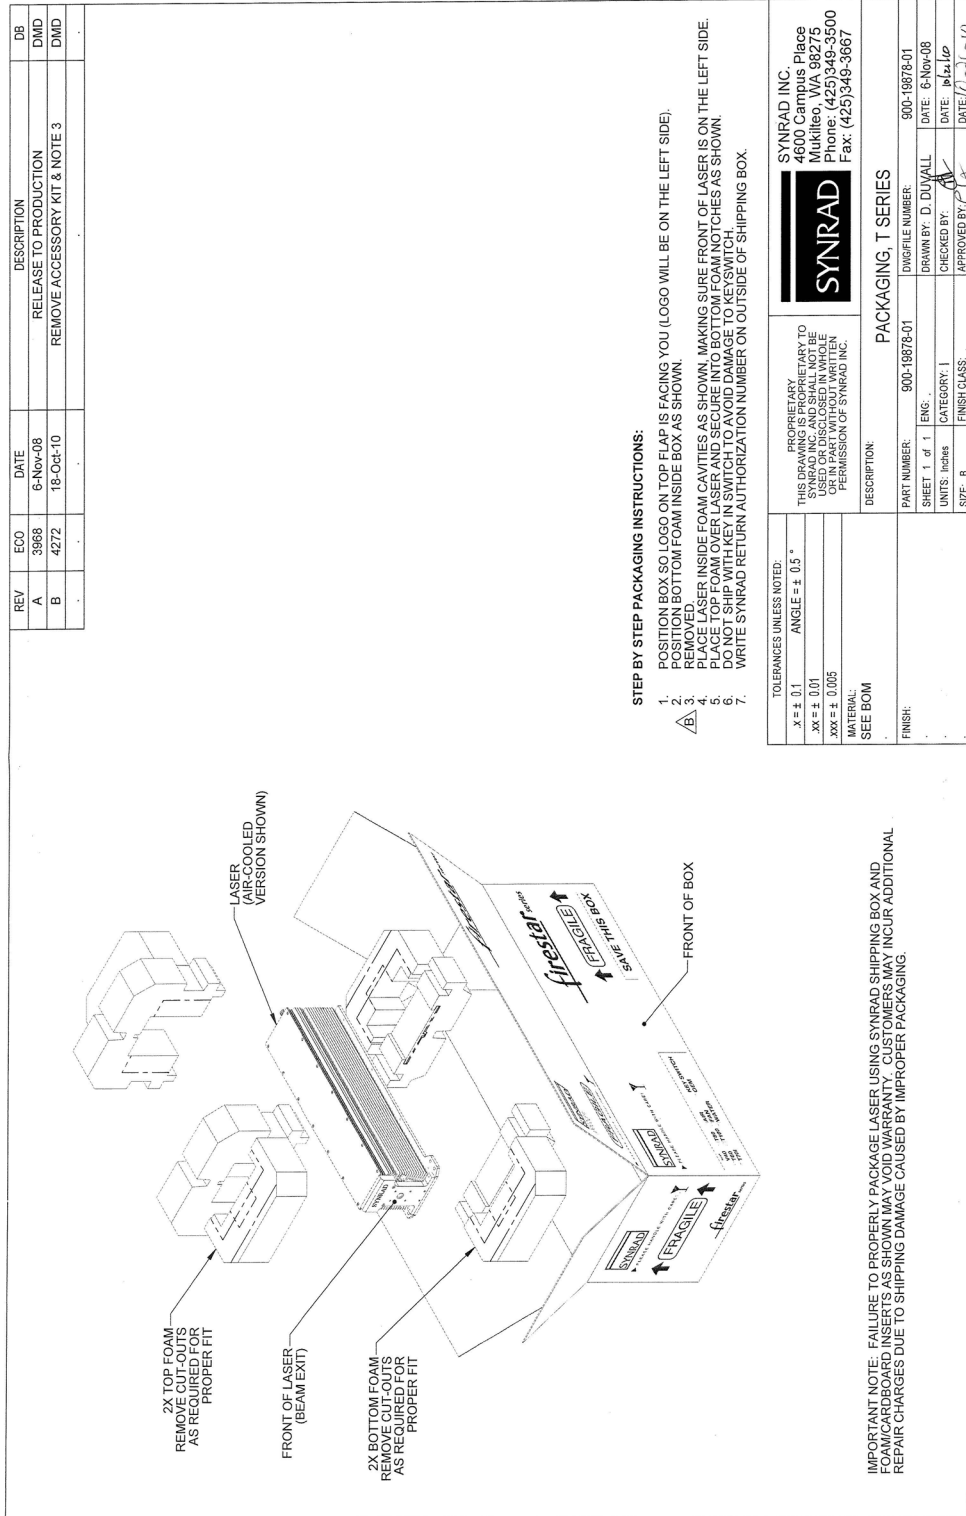 REV ECO DATE DESCRIPTION DB
A 3968 6-Nov-08 RELEASE TO PRODUCTION DMD
B 4272 18-Oct-10 REMOVE ACCESSORY KIT & NOTE 3 DMD
2X TOP FOAM
REMOVE CUT-OUTS
AS REQUIRED FOR
PROPER FIT
LASER
(AIR-COOLED
VERSION SHOWN)
FRONT OF LASER
(BEAM EXIT)
2X BOTTOM FOAM
REMOVE CUT-OUTS
AS REQUIRED FOR
PROPER FIT
SYNRAD
firestar series
FRAGILE
SAVE THIS BOX
FRONT OF BOX
SYNRAD
PLEASE HANDLE WITH CARE
KEY SWITCH
OEM
SYNRAD
PLEASE HANDLE WITH CARE
FRAGILE
firestar
STEP BY STEP PACKAGING INSTRUCTIONS:
1. POSITION BOX SO LOGO ON TOP FLAP IS FACING YOU (LOGO WILL BE ON THE LEFT SIDE).
2. POSITION BOTTOM FOAM INSIDE BOX AS SHOWN.
B 3. REMOVED.
4. PLACE LASER INSIDE FOAM CAVITIES AS SHOWN, MAKING SURE FRONT OF LASER IS ON THE LEFT SIDE.
5. PLACE TOP FOAM OVER LASER AND SECURE INTO BOTTOM FOAM NOTCHES AS SHOWN.
6. DO NOT SHIP WITH KEY IN SWITCH TO AVOID DAMAGE TO KEYSWITCH.
7. WRITE SYNRAD RETURN AUTHORIZATION NUMBER ON OUTSIDE OF SHIPPING BOX.
IMPORTANT NOTE: FAILURE TO PROPERLY PACKAGE LASER USING SYNRAD SHIPPING BOX AND
FOAM/CARDBOARD INSERTS AS SHOWN MAY VOID WARRANTY. CUSTOMERS MAY INCUR ADDITIONAL
REPAIR CHARGES DUE TO SHIPPING DAMAGE CAUSED BY IMPROPER PACKAGING.
TOLERANCES UNLESS NOTED:
.x = ± 0.1 ANGLE = ± 0.5 °
.xx = ± 0.01
.xxx = ± 0.005
MATERIAL:
SEE BOM
FINISH:
PROPRIETARY
THIS DRAWING IS PROPRIETARY TO
SYNRAD INC. AND SHALL NOT BE
USED OR DISCLOSED IN WHOLE
OR IN PART WITHOUT WRITTEN
PERMISSION OF SYNRAD INC.
SYNRAD
SYNRAD INC.
4600 Campus Place
Mukilteo, WA 98275
Phone: (425)349-3500
Fax: (425)349-3667
DESCRIPTION:
PACKAGING, T SERIES
PART NUMBER: 900-19878-01 DWG/FILE NUMBER: 900-19878-01
SHEET 1 of 1 ENG: . DRAWN BY: D. DUVALL DATE: 6-Nov-08
UNITS: Inches CATEGORY: I CHECKED BY: DATE:
SIZE: B FINISH CLASS: APPROVED BY: DATE: